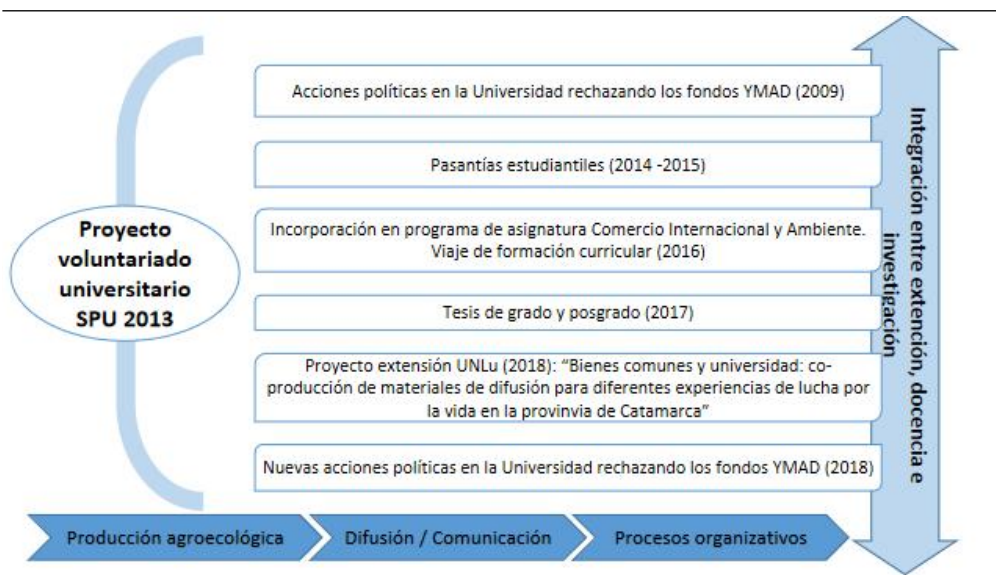 Acciones políticas en la Universidad rechazando los fondos YMAD (2009)
Pasantías estudiantiles (2014 -2015)
Incorporación en programa de asignatura Comercio Internacional y Ambiente.
Viaje de formación curricular (2016)
Tesis de grado y posgrado (2017)
Proyecto extensión UNLu (2018): “Bienes comunes y universidad: co-
producción de materiales de difusión para diferentes experiencias de lucha por
la vida en la provinvia de Catamarca”
Nuevas acciones políticas en la Universidad rechazando los fondos YMAD (2018)
Proyecto
voluntariado
universitario
SPU 2013
Integración entre extención, docencia e
investigación
Producción agroecológica
Difusión / Comunicación
Procesos organizativos